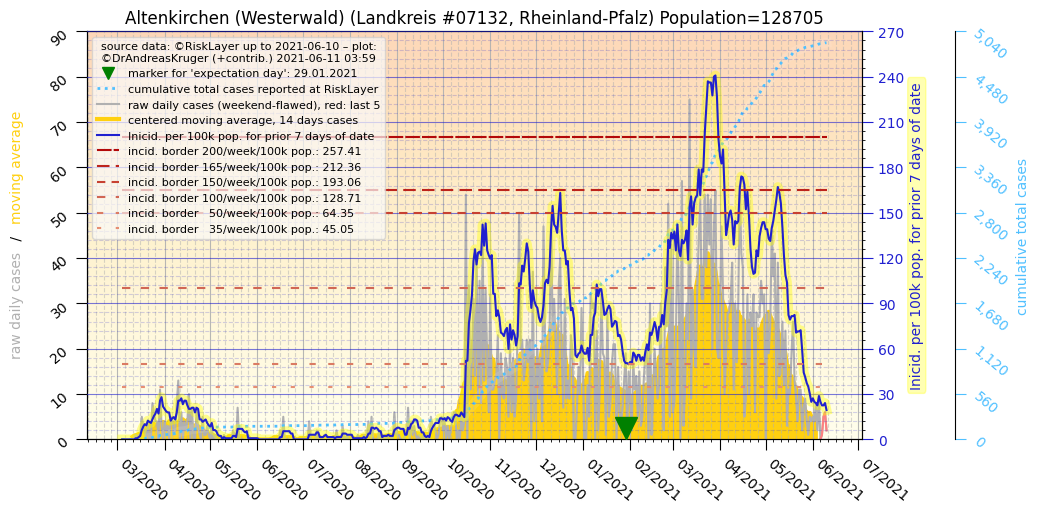 Altenkirchen (Westerwald) (Landkreis #07132, Rheinland-Pfalz) Population=128705
source data: ©RiskLayer up to 2021-06-10 – plot:
©DrAndreasKruger (+contrib.) 2021-06-11 03:59
marker for 'expectation day': 29.01.2021
cumulative total cases reported at RiskLayer
raw daily cases (weekend-flawed), red: last 5
centered moving average, 14 days cases
Inicid. per 100k pop. for prior 7 days of date
incid. border 200/week/100k pop.: 257.41
incid. border 165/week/100k pop.: 212.36
incid. border 150/week/100k pop.: 193.06
incid. border 100/week/100k pop.: 128.71
incid. border 50/week/100k pop.: 64.35
incid. border 35/week/100k pop.: 45.05
raw daily cases / moving average
90
80
70
60
50
40
30
20
10
0
270
240
210
180
150
120
90
60
30
0
Inicid. per 100k pop. for prior 7 days of date
5,040
4,480
3,920
3,360
2,800
2,240
1,680
1,120
560
0
cumulative total cases
03/2020
04/2020
05/2020
06/2020
07/2020
08/2020
09/2020
10/2020
11/2020
12/2020
01/2021
02/2021
03/2021
04/2021
05/2021
06/2021
07/2021